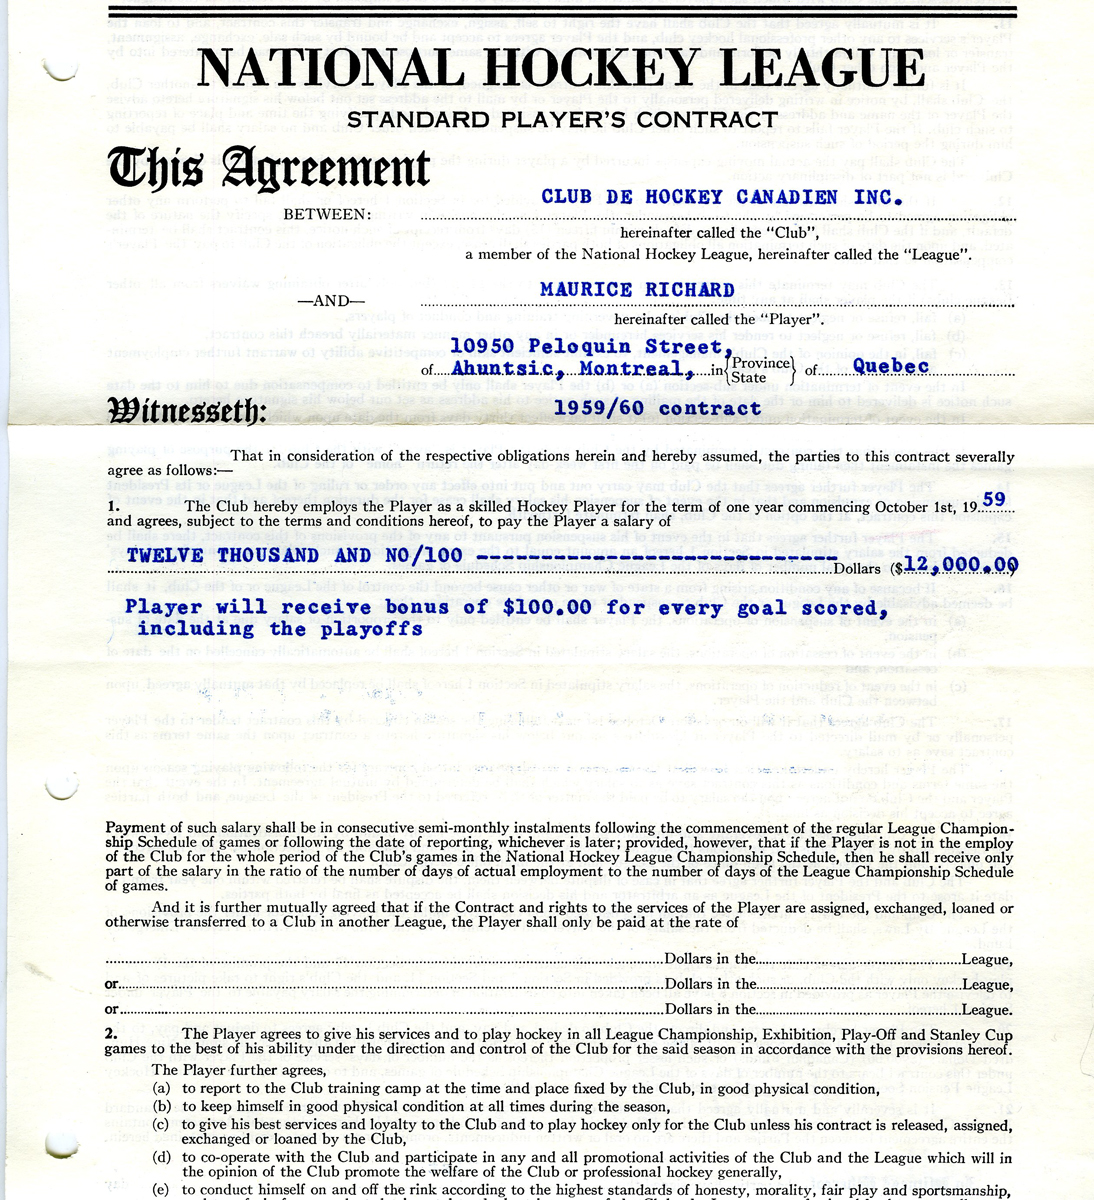 NATIONAL HOCKEY LEAGUE
STANDARD PLAYER'S CONTRACT
This Agreement
BETWEEN: CLUB DE HOCKEY CANADIEN INC.
hereinafter called the “Club”,
a member of the National Hockey League, hereinafter called the “League”.
—AND— MAURICE RICHARD
hereinafter called the “Player”.
10950 Peloquin Street,
of Ahuntsic, Montreal, in {Province State} of Quebec
Witnesseth: 1959/60 contract
That in consideration of the respective obligations herein and hereby assumed, the parties to this contract severally
agree as follows:—
1. The Club hereby employs the Player as a skilled Hockey Player for the term of one year commencing October 1st, 19 59
and agrees, subject to the terms and conditions hereof, to pay the Player a salary of
TWELVE THOUSAND AND NO/100 -------------------------------- Dollars ($12,000.00)
Player will receive bonus of $100.00 for every goal scored,
including the playoffs
Payment of such salary shall be in consecutive semi-monthly instalments following the commencement of the regular League Champion-
ship Schedule of games or following the date of reporting, whichever is later; provided, however, that if the Player is not in the employ
of the Club for the whole period of the Club's games in the National Hockey League Championship Schedule, then he shall receive only
part of the salary in the ratio of the number of days of actual employment to the number of days of the League Championship Schedule
of games.
And it is further mutually agreed that if the Contract and rights to the services of the Player are assigned, exchanged, loaned or
otherwise transferred to a Club in another League, the Player shall only be paid at the rate of
Dollars in the League,
or Dollars in the League,
or Dollars in the League.
2. The Player agrees to give his services and to play hockey in all League Championship, Exhibition, Play-Off and Stanley Cup
games to the best of his ability under the direction and control of the Club for the said season in accordance with the provisions hereof.
The Player further agrees,
(a) to report to the Club training camp at the time and place fixed by the Club, in good physical condition,
(b) to keep himself in good physical condition at all times during the season,
(c) to give his best services and loyalty to the Club and to play hockey only for the Club unless his contract is released, assigned,
exchanged or loaned by the Club,
(d) to co-operate with the Club and participate in any and all promotional activities of the Club and the League which will in
the opinion of the Club promote the welfare of the Club or professional hockey generally,
(e) to conduct himself on and off the rink according to the highest standards of honesty, morality, fair play and sportsmanship,